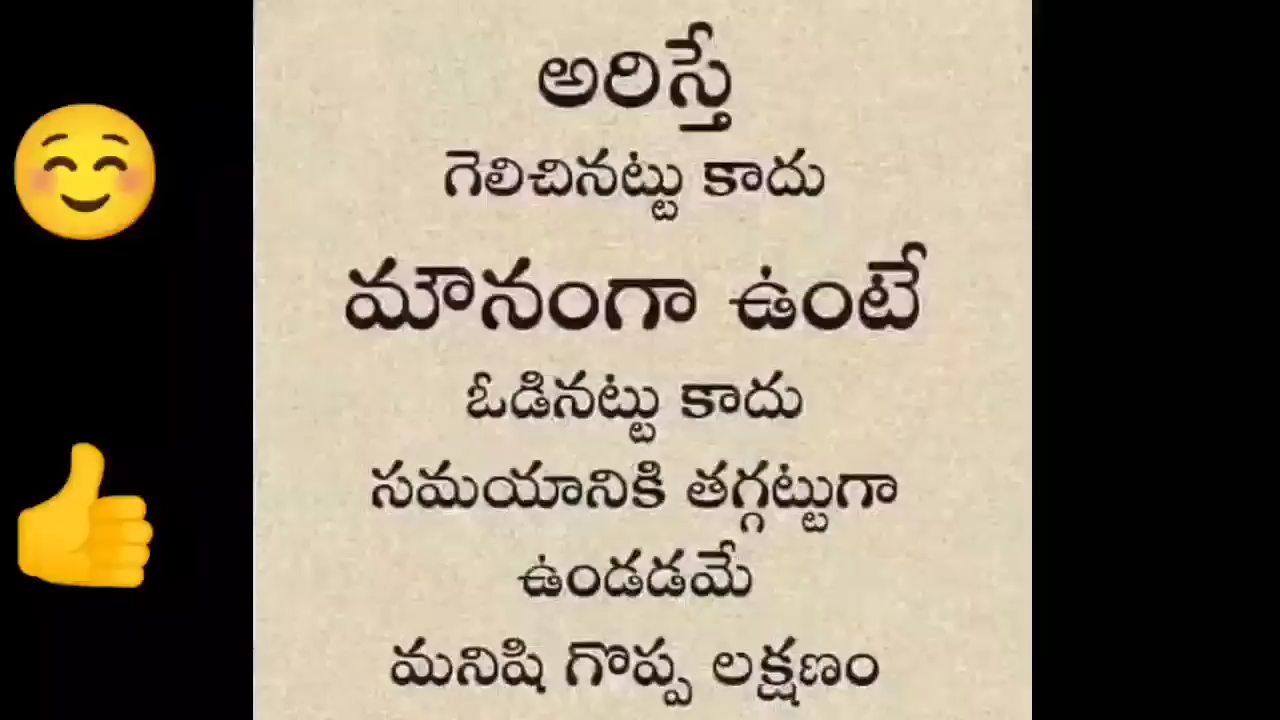 అరిస్తే
గెలిచినట్టు కాదు
మౌనంగా ఉంటే
ఓడినట్టు కాదు
సమయానికి తగ్గట్టుగా
ఉండడమే
మనిషి గొప్ప లక్షణం